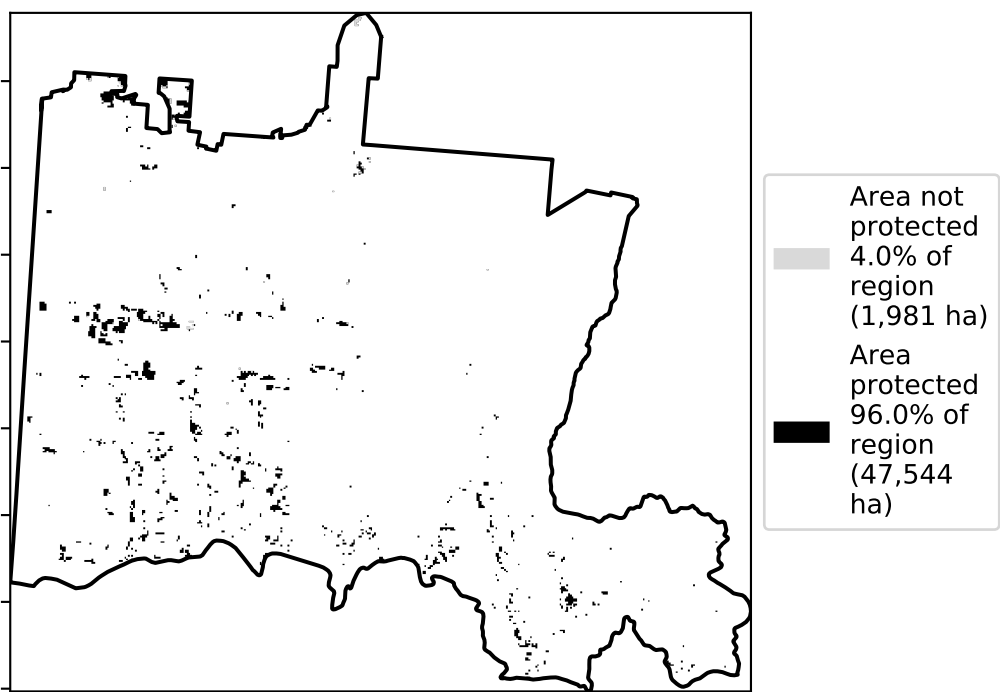 Area not
protected
4.0% of
region
(1,981 ha)
Area
protected
96.0% of
region
(47,544
ha)